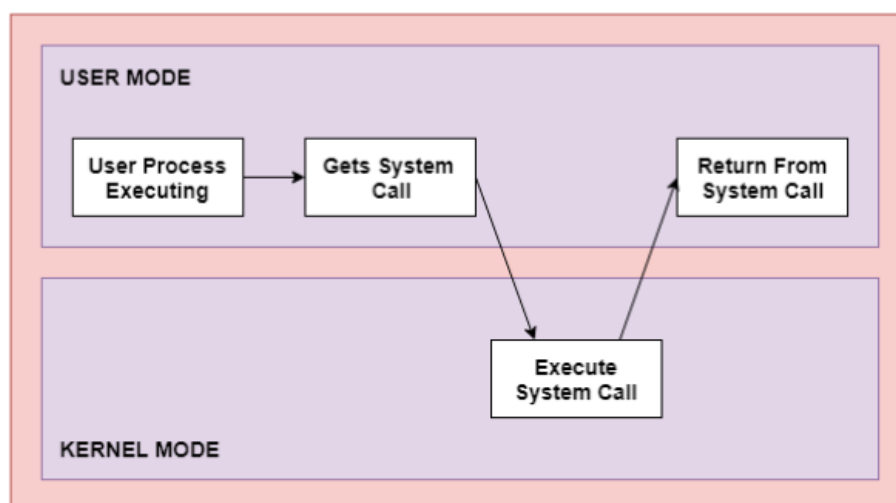 USER MODE
User Process
Executing
Gets System
Call
Return From
System Call
Execute
System Call
KERNEL MODE